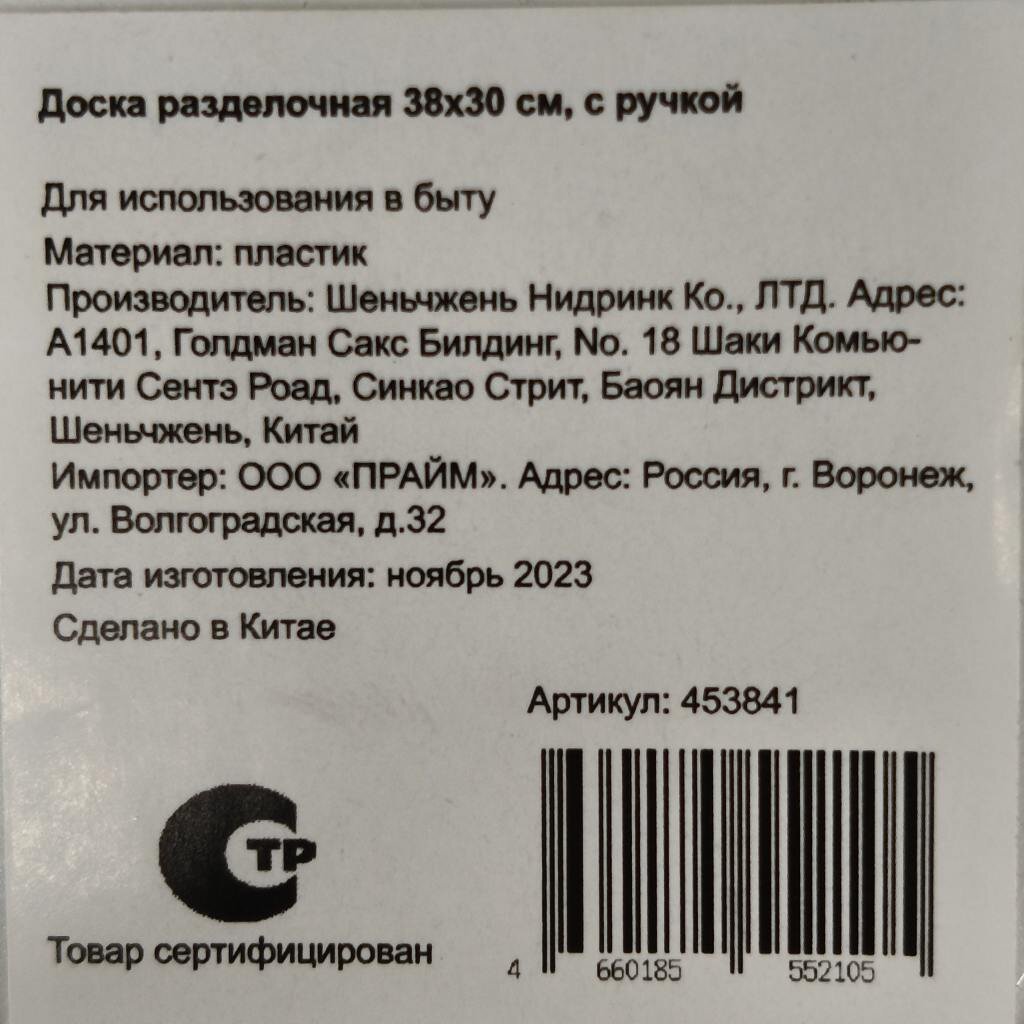 Доска разделочная 38х30 см, с ручкой
Для использования в быту
Материал: пластик
Производитель: Шеньчжень Нидринк Ко., ЛТД. Адрес:
А1401, Голдман Сакс Билдинг, No. 18 Шаки Комью-
нити Сентэ Роад, Синкао Стрит, Баоян Дистрикт,
Шеньчжень, Китай
Импортер: ООО «ПРАЙМ». Адрес: Россия, г. Воронеж,
ул. Волгоградская, д.32
Дата изготовления: ноябрь 2023
Сделано в Китае
Артикул: 453841
ТР
Товар сертифицирован
4 660185 552105